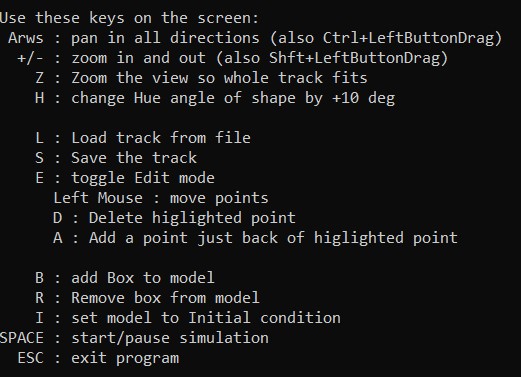 Use these keys on the screen:
Arws : pan in all directions (also Ctrl+LeftButtonDrag)
+/- : zoom in and out (also Shft+LeftButtonDrag)
Z : Zoom the view so whole track fits
H : change Hue angle of shape by +10 deg
L : Load track from file
S : Save the track
E : toggle Edit mode
Left Mouse : move points
D : Delete higlighted point
A : Add a point just back of higlighted point
B : add Box to model
R : Remove box from model
I : set model to Initial condition
SPACE : start/pause simulation
ESC : exit program